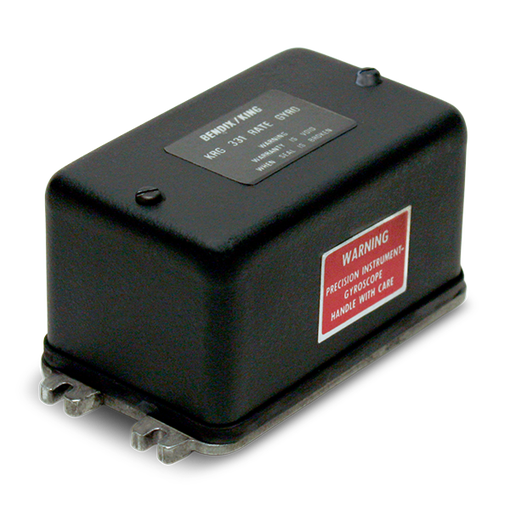 BENDIX/KING
KRG 331 RATE GYRO
WARNING
WARRANTY IS VOID
WHEN SEAL IS BROKEN
WARNING
PRECISION INSTRUMENT-
GYROSCOPE
HANDLE WITH CARE